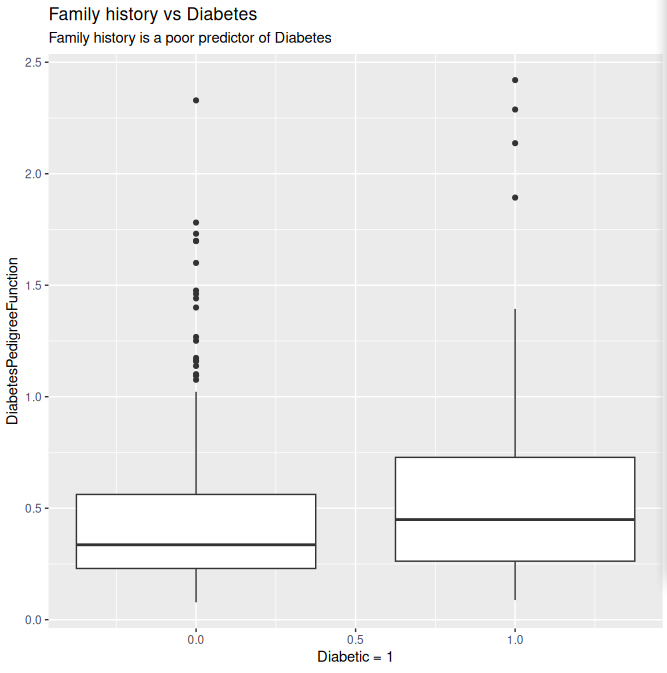 Family history vs Diabetes
Family history is a poor predictor of Diabetes
2.5
2.0
1.5
1.0
0.5
0.0
DiabetesPedigreeFunction
0.0 0.5 1.0
Diabetic = 1